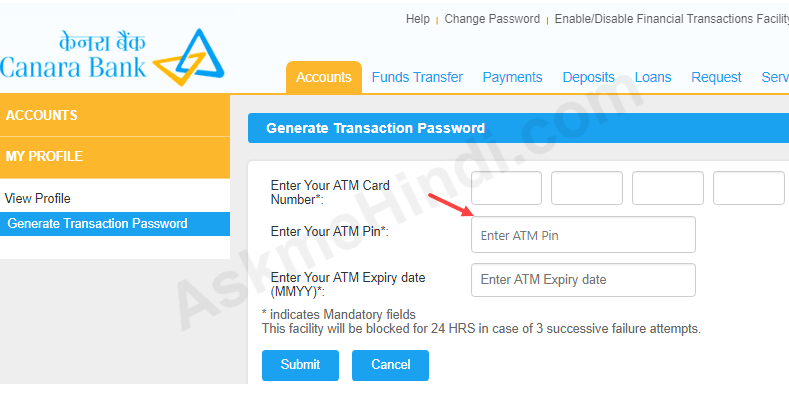 Help | Change Password | Enable/Disable Financial Transactions Facility
केनरा बैंक
Canara Bank
Accounts Funds Transfer Payments Deposits Loans Request Serv
ACCOUNTS
MY PROFILE
View Profile
Generate Transaction Password
Generate Transaction Password
Enter Your ATM Card
Number*:
Enter Your ATM Pin*:
Enter ATM Pin
Enter Your ATM Expiry date
(MMYY)*:
Enter ATM Expiry date
* indicates Mandatory fields
This facility will be blocked for 24 HRS in case of 3 successive failure attempts.
Submit Cancel
AskmeHindi.com